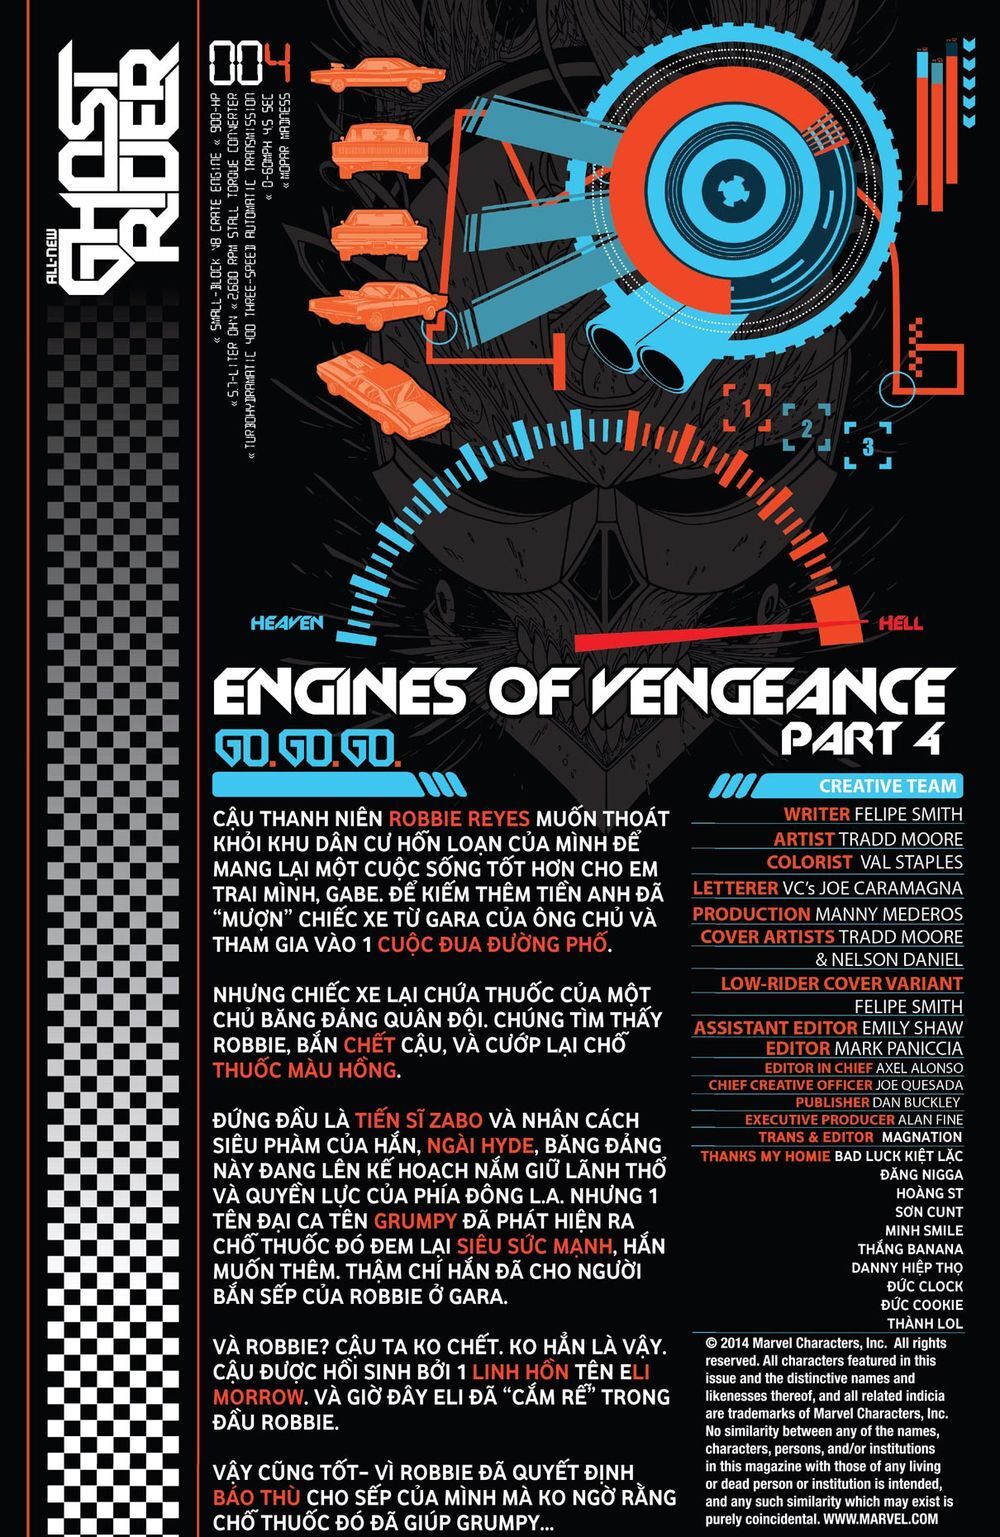 ALL-NEW
GHOST
RIDER
004
« SMALL-BLOCK V8 CRATE ENGINE « 900-HP
« 5.7-LITER OHV « 2,600 RPM STALL TORQUE CONVERTER
« TURBOHYDRAMATIC 400 THREE-SPEED AUTOMATIC TRANSMISSION
« 0-60MPH 4.5 SEC
« MOPAR MADNESS
1
2
3
HEAVEN
HELL
ENGINES OF VENGEANCE
PART 4
GO.GO.GO.
CẬU THANH NIÊN ROBBIE REYES MUỐN THOÁT
KHỎI KHU DÂN CƯ HỖN LOẠN CỦA MÌNH ĐỂ
MANG LẠI MỘT CUỘC SỐNG TỐT HƠN CHO EM
TRAI MÌNH, GABE. ĐỂ KIẾM THÊM TIỀN ANH ĐÃ
“MƯỢN” CHIẾC XE TỪ GARA CỦA ÔNG CHỦ VÀ
THAM GIA VÀO 1 CUỘC ĐUA ĐƯỜNG PHỐ.
NHƯNG CHIẾC XE LẠI CHỨA THUỐC CỦA MỘT
CHỦ BĂNG ĐẢNG QUÂN ĐỘI. CHÚNG TÌM THẤY
ROBBIE, BẮN CHẾT CẬU, VÀ CƯỚP LẠI CHỖ
THUỐC MÀU HỒNG.
ĐỨNG ĐẦU LÀ TIẾN SĨ ZABO VÀ NHÂN CÁCH
SIÊU PHÀM CỦA HẮN, NGÀI HYDE, BĂNG ĐẢNG
NÀY ĐANG LÊN KẾ HOẠCH NẮM GIỮ LÃNH THỔ
VÀ QUYỀN LỰC CỦA PHÍA ĐÔNG L.A. NHƯNG 1
TÊN ĐẠI CA TÊN GRUMPY ĐÃ PHÁT HIỆN RA
CHỖ THUỐC ĐÓ ĐEM LẠI SIÊU SỨC MẠNH, HẮN
MUỐN THÊM. THẬM CHÍ HẮN ĐÃ CHO NGƯỜI
BẮN SẾP CỦA ROBBIE Ở GARA.
VÀ ROBBIE? CẬU TA KO CHẾT. KO HẲN LÀ VẬY.
CẬU ĐƯỢC HỒI SINH BỞI 1 LINH HỒN TÊN ELI
MORROW. VÀ GIỜ ĐÂY ELI ĐÃ “CẮM RỄ” TRONG
ĐẦU ROBBIE.
VẬY CŨNG TỐT- VÌ ROBBIE ĐÃ QUYẾT ĐỊNH
BÁO THÙ CHO SẾP CỦA MÌNH MÀ KO NGỜ RẰNG
CHỖ THUỐC ĐÓ ĐÃ GIÚP GRUMPY...
CREATIVE TEAM
WRITER FELIPE SMITH
ARTIST TRADD MOORE
COLORIST VAL STAPLES
LETTERER VC's JOE CARAMAGNA
PRODUCTION MANNY MEDEROS
COVER ARTISTS TRADD MOORE
& NELSON DANIEL
LOW-RIDER COVER VARIANT
FELIPE SMITH
ASSISTANT EDITOR EMILY SHAW
EDITOR MARK PANICCIA
EDITOR IN CHIEF AXEL ALONSO
CHIEF CREATIVE OFFICER JOE QUESADA
PUBLISHER DAN BUCKLEY
EXECUTIVE PRODUCER ALAN FINE
TRANS & EDITOR MAGNATION
THANKS MY HOMIE BAD LUCK KIỆT LẶC
ĐĂNG NIGGA
HOÀNG ST
SƠN CUNT
MINH SMILE
THẮNG BANANA
DANNY HIỆP THỌ
ĐỨC CLOCK
ĐỨC COOKIE
THÀNH LOL
© 2014 Marvel Characters, Inc. All rights
reserved. All characters featured in this
issue and the distinctive names and
likenesses thereof, and all related indicia
are trademarks of Marvel Characters, Inc.
No similarity between any of the names,
characters, persons, and/or institutions
in this magazine with those of any living
or dead person or institution is intended,
and any such similarity which may exist is
purely coincidental. WWW.MARVEL.COM